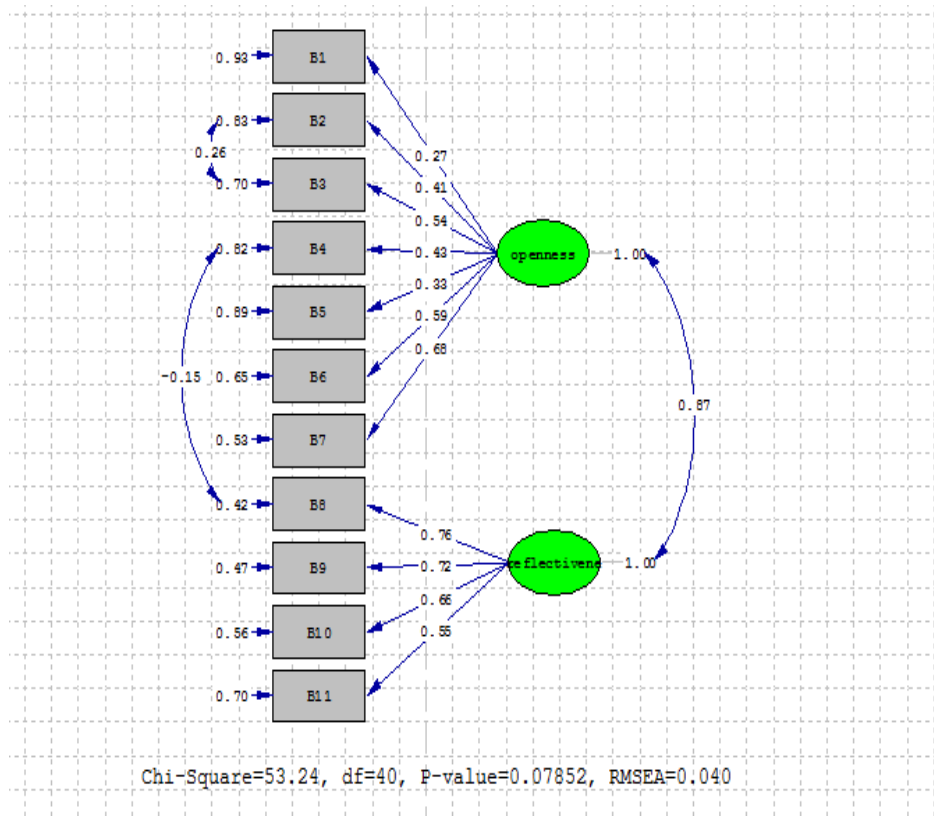 0.93 B1
0.83 B2
0.26
0.70 B3
0.82 B4
0.89 B5
-0.15 0.65 B6
0.53 B7
0.42 B8
0.47 B9
0.56 B10
0.70 B11
0.27
0.41
0.54
0.43
0.33
0.59
0.68
openness 1.00
0.87
0.76
0.72
0.66
0.55
reflectivene 1.00
Chi-Square=53.24, df=40, P-value=0.07852, RMSEA=0.040